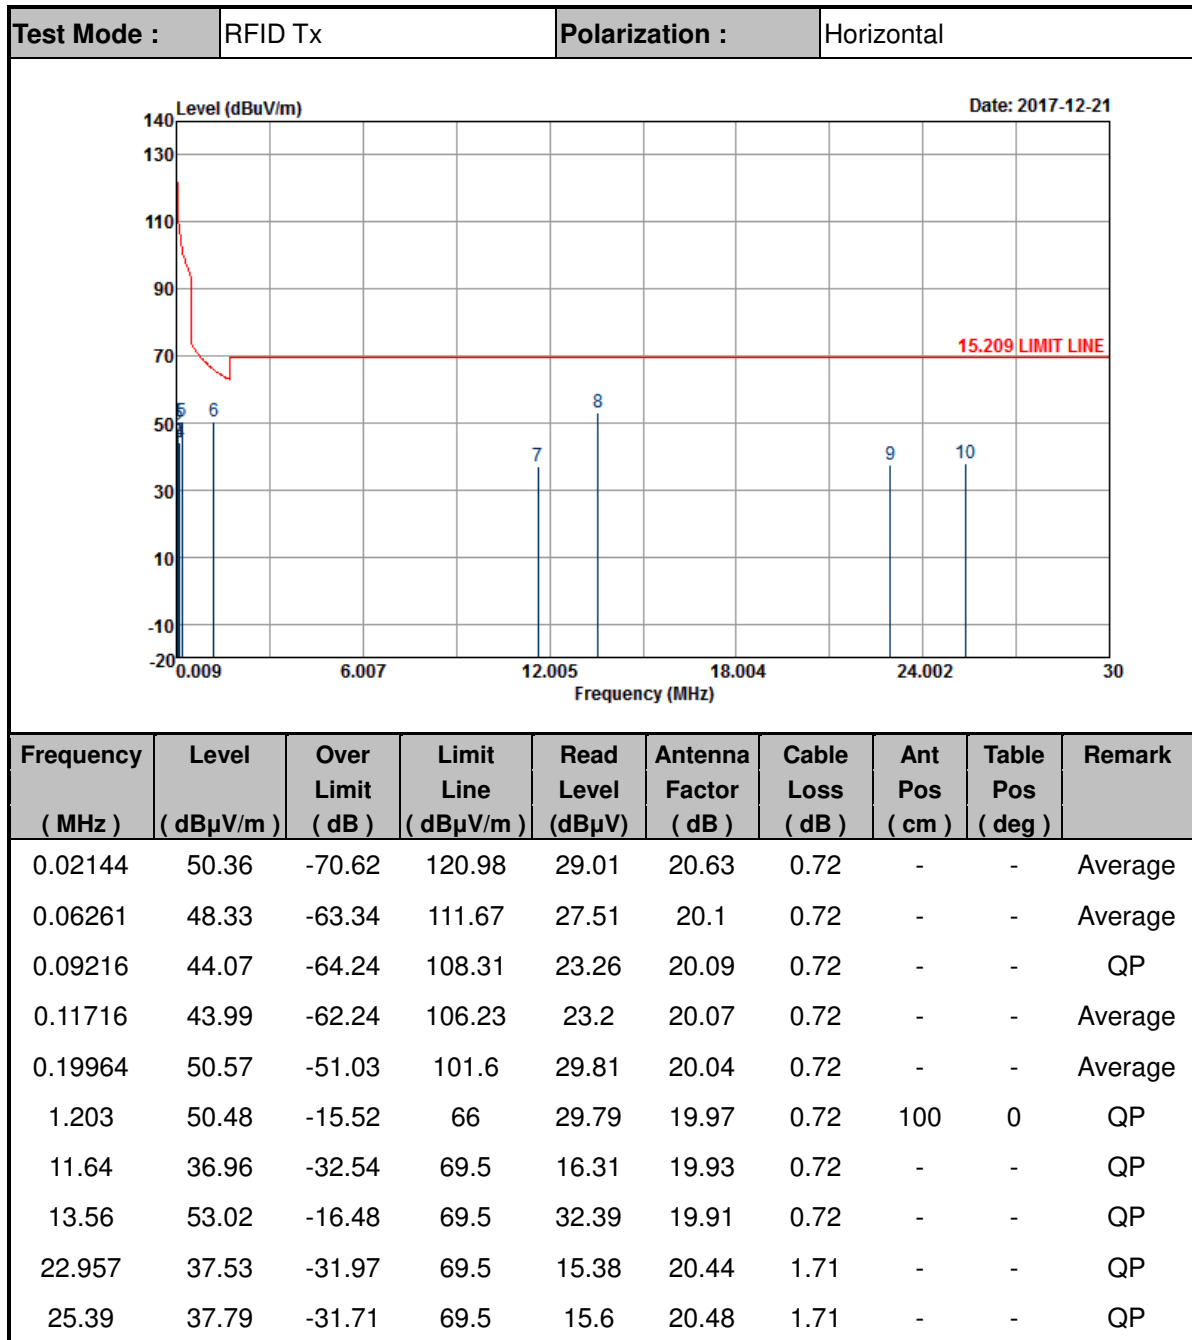 Test Mode : RFID Tx Polarization : Horizontal
Level (dBuV/m) Date: 2017-12-21
140
130
110
90
70
50
30
10
-10
-20
15.209 LIMIT LINE
5 6 7 8 9 10
0.009 6.007 12.005 18.004 24.002 30
Frequency (MHz)
Frequency Level Over Limit Read Antenna Cable Ant Table Remark
Limit Line Level Factor Loss Pos Pos
( MHz ) ( dBµV/m ) ( dB ) ( dBµV/m ) (dBµV) ( dB ) ( dB ) ( cm ) ( deg )
0.02144 50.36 -70.62 120.98 29.01 20.63 0.72 - - Average
0.06261 48.33 -63.34 111.67 27.51 20.1 0.72 - - Average
0.09216 44.07 -64.24 108.31 23.26 20.09 0.72 - - QP
0.11716 43.99 -62.24 106.23 23.2 20.07 0.72 - - Average
0.19964 50.57 -51.03 101.6 29.81 20.04 0.72 - - Average
1.203 50.48 -15.52 66 29.79 19.97 0.72 100 0 QP
11.64 36.96 -32.54 69.5 16.31 19.93 0.72 - - QP
13.56 53.02 -16.48 69.5 32.39 19.91 0.72 - - QP
22.957 37.53 -31.97 69.5 15.38 20.44 1.71 - - QP
25.39 37.79 -31.71 69.5 15.6 20.48 1.71 - - QP